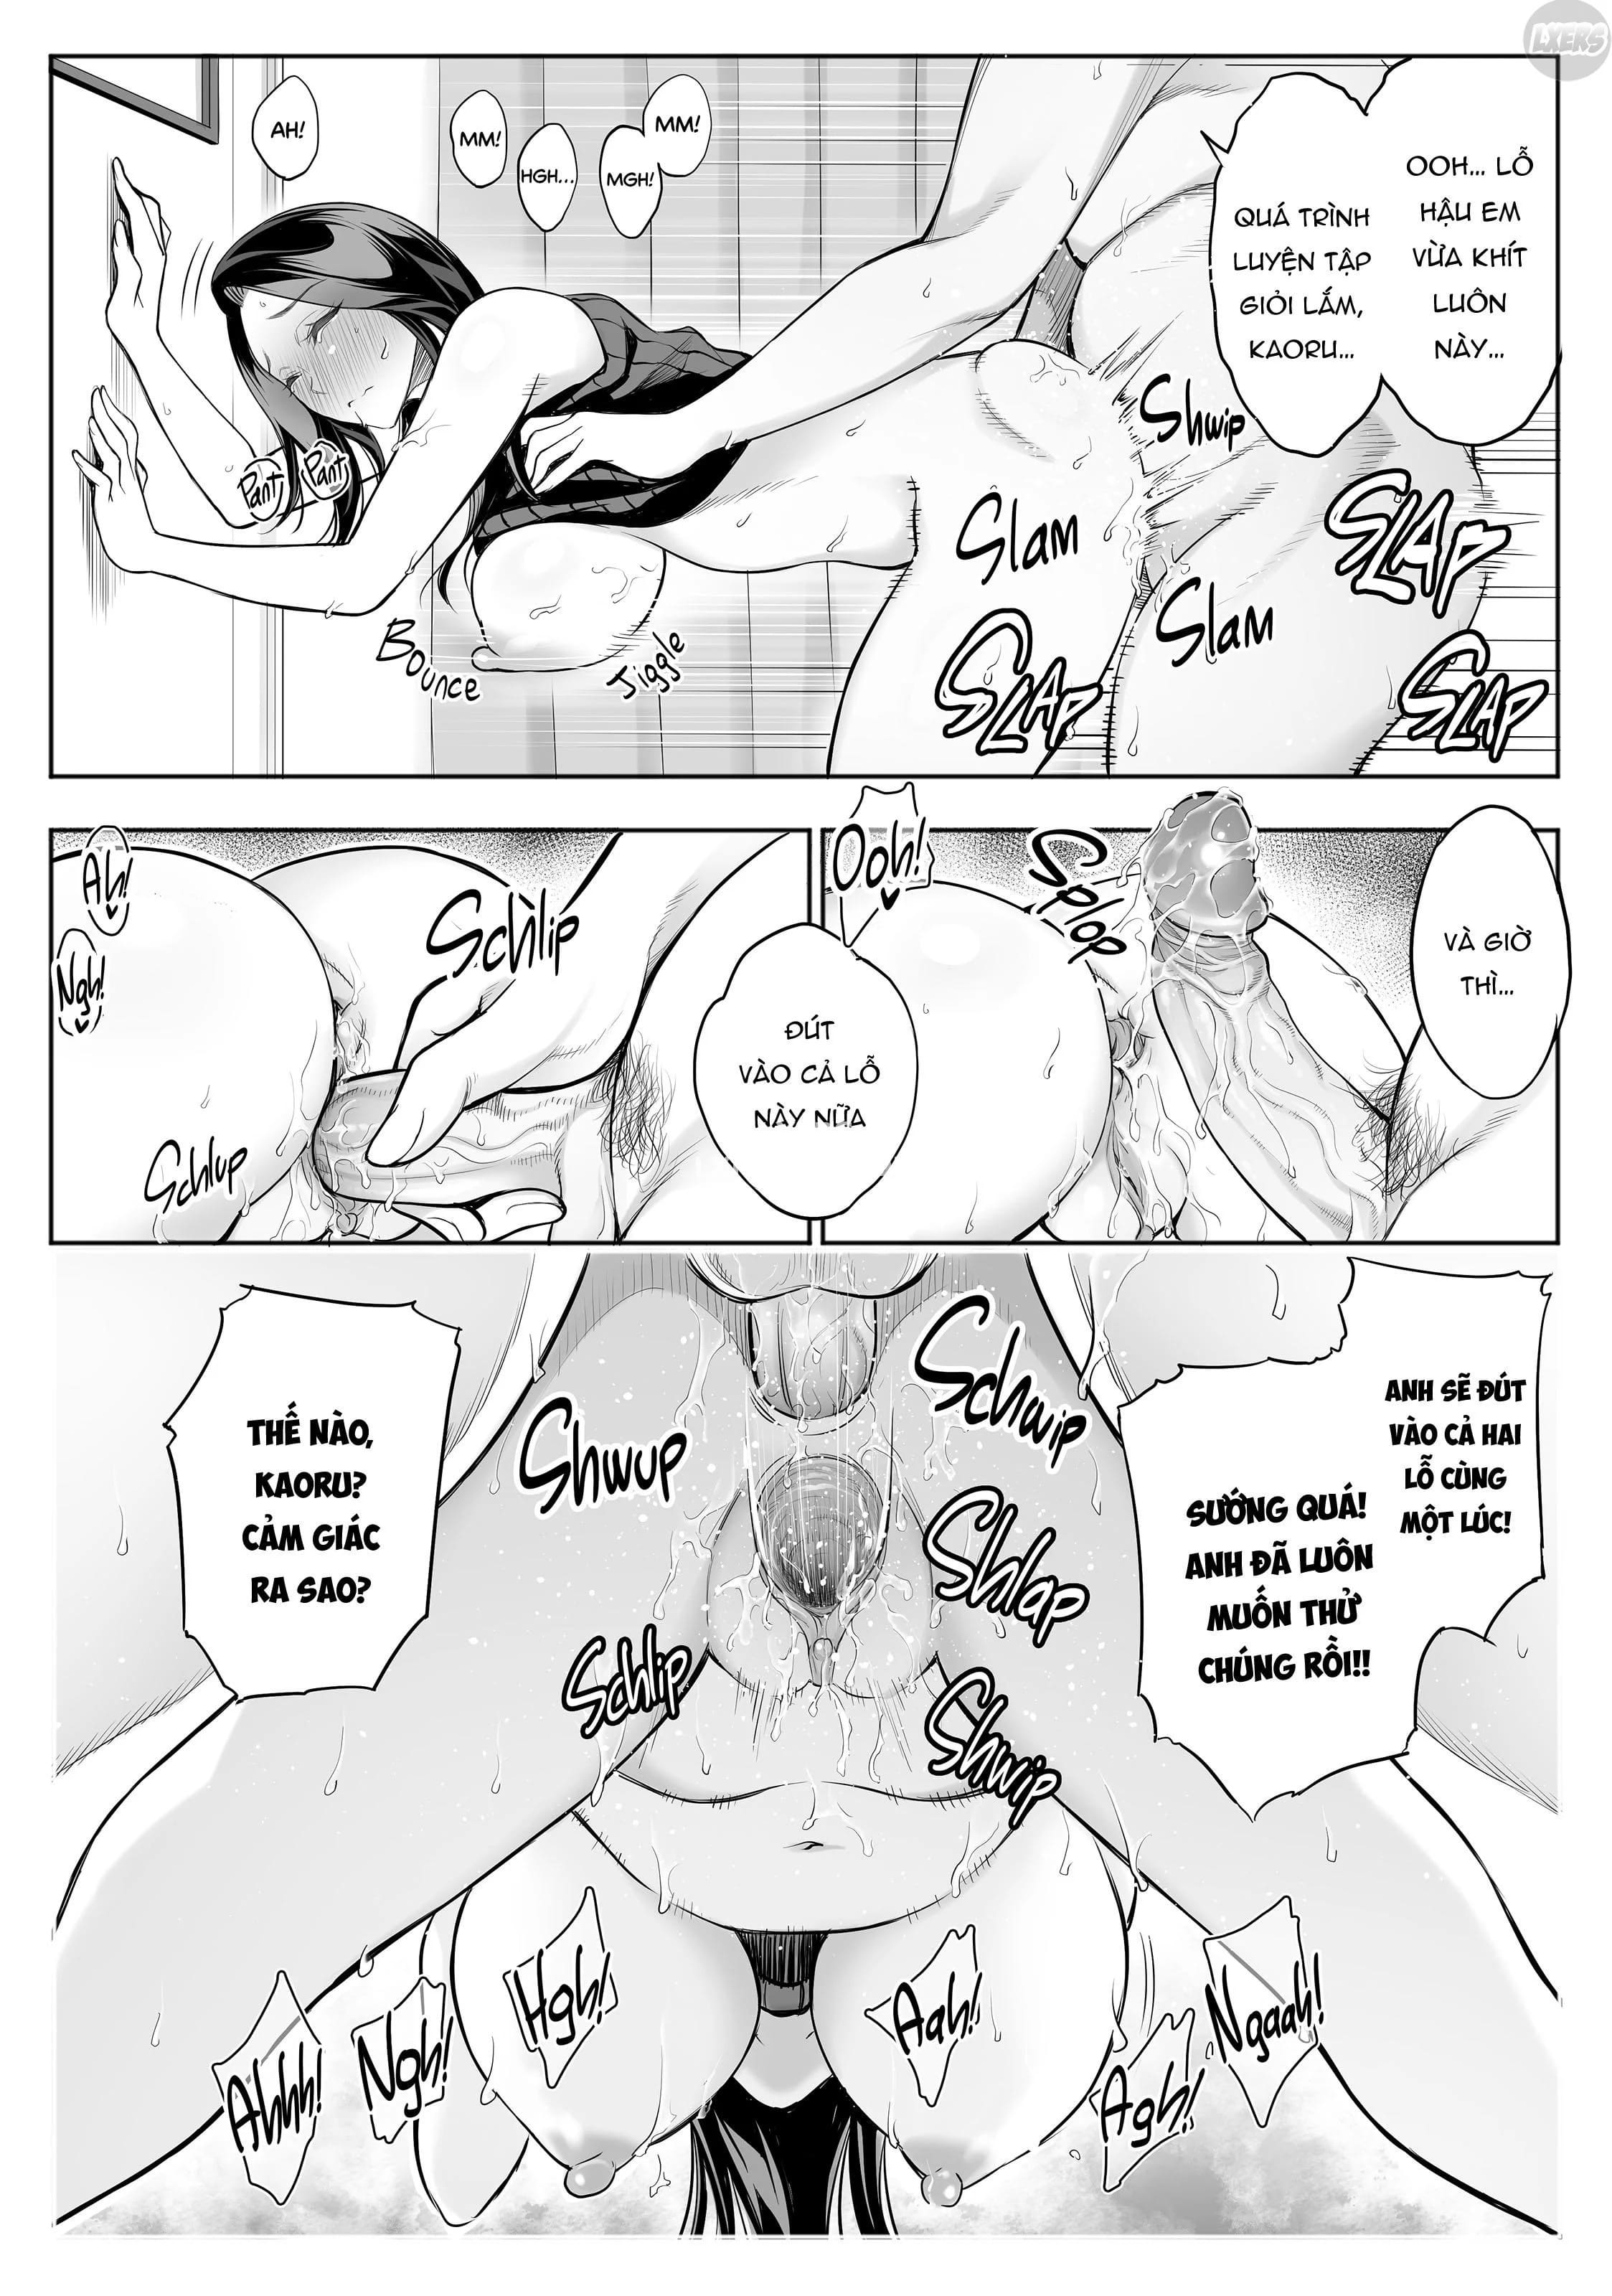 LXERS
OOH... LỖ
HẬU EM
VỪA KHÍT
LUÔN
NÀY...
QUÁ TRÌNH
LUYỆN TẬP
GIỎI LẮM,
KAORU...
MM!
MGH!
HGH...
MM!
AH!
Pant
Pant
Shwip
Slam
SLAP
Slam
SLAP
SLAP
Bounce
Jiggle
VÀ GIỜ
THÌ...
Splop
Ooh!
ĐÚT
VÀO CẢ LỖ
NÀY NỮA
Schlip
Ah!
Ngh!
Schlup
ANH SẼ ĐÚT
VÀO CẢ HAI
LỖ CÙNG
MỘT LÚC!
SƯỚNG QUÁ!
ANH ĐÃ LUÔN
MUỐN THỬ
CHÚNG RỒI!!
Schwip
Shwup
Shlap
Schlip
Shwip
THẾ NÀO,
KAORU?
CẢM GIÁC
RA SAO?
Ngaah!
Agh!
Aah!
Hgh!
Ngh!
Ahhh!